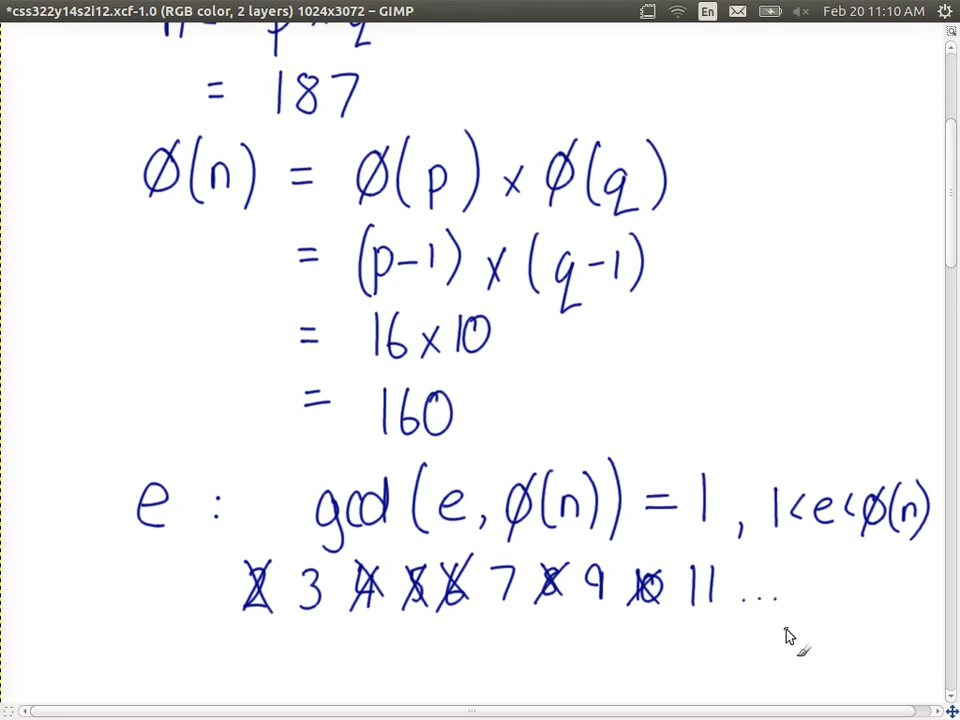 *css322y14s2i12.xcf-1.0 (RGB color, 2 layers) 1024x3072 – GIMP En Feb 20 11:10 AM
n = p × q
= 187
Ø(n) = Ø(p) × Ø(q)
= (p-1) × (q-1)
= 16×10
= 160
e : gcd(e, Ø(n)) = 1, 1<e<Ø(n)
2 3 4 5 6 7 8 9 10 11 ...